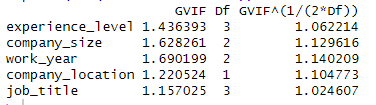 GVIF Df GVIF^(1/(2*Df))
experience_level 1.436393 3 1.062214
company_size 1.628261 2 1.129616
work_year 1.690199 2 1.140209
company_location 1.220524 1 1.104773
job_title 1.157025 3 1.024607